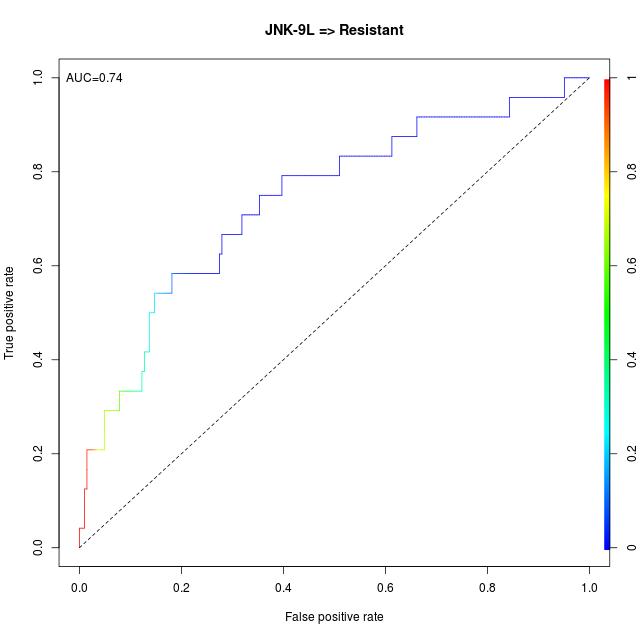 JNK-9L => Resistant
AUC=0.74
True positive rate
1.0
0.8
0.6
0.4
0.2
0.0
1
0.8
0.6
0.4
0.2
0
0.0 0.2 0.4 0.6 0.8 1.0
False positive rate